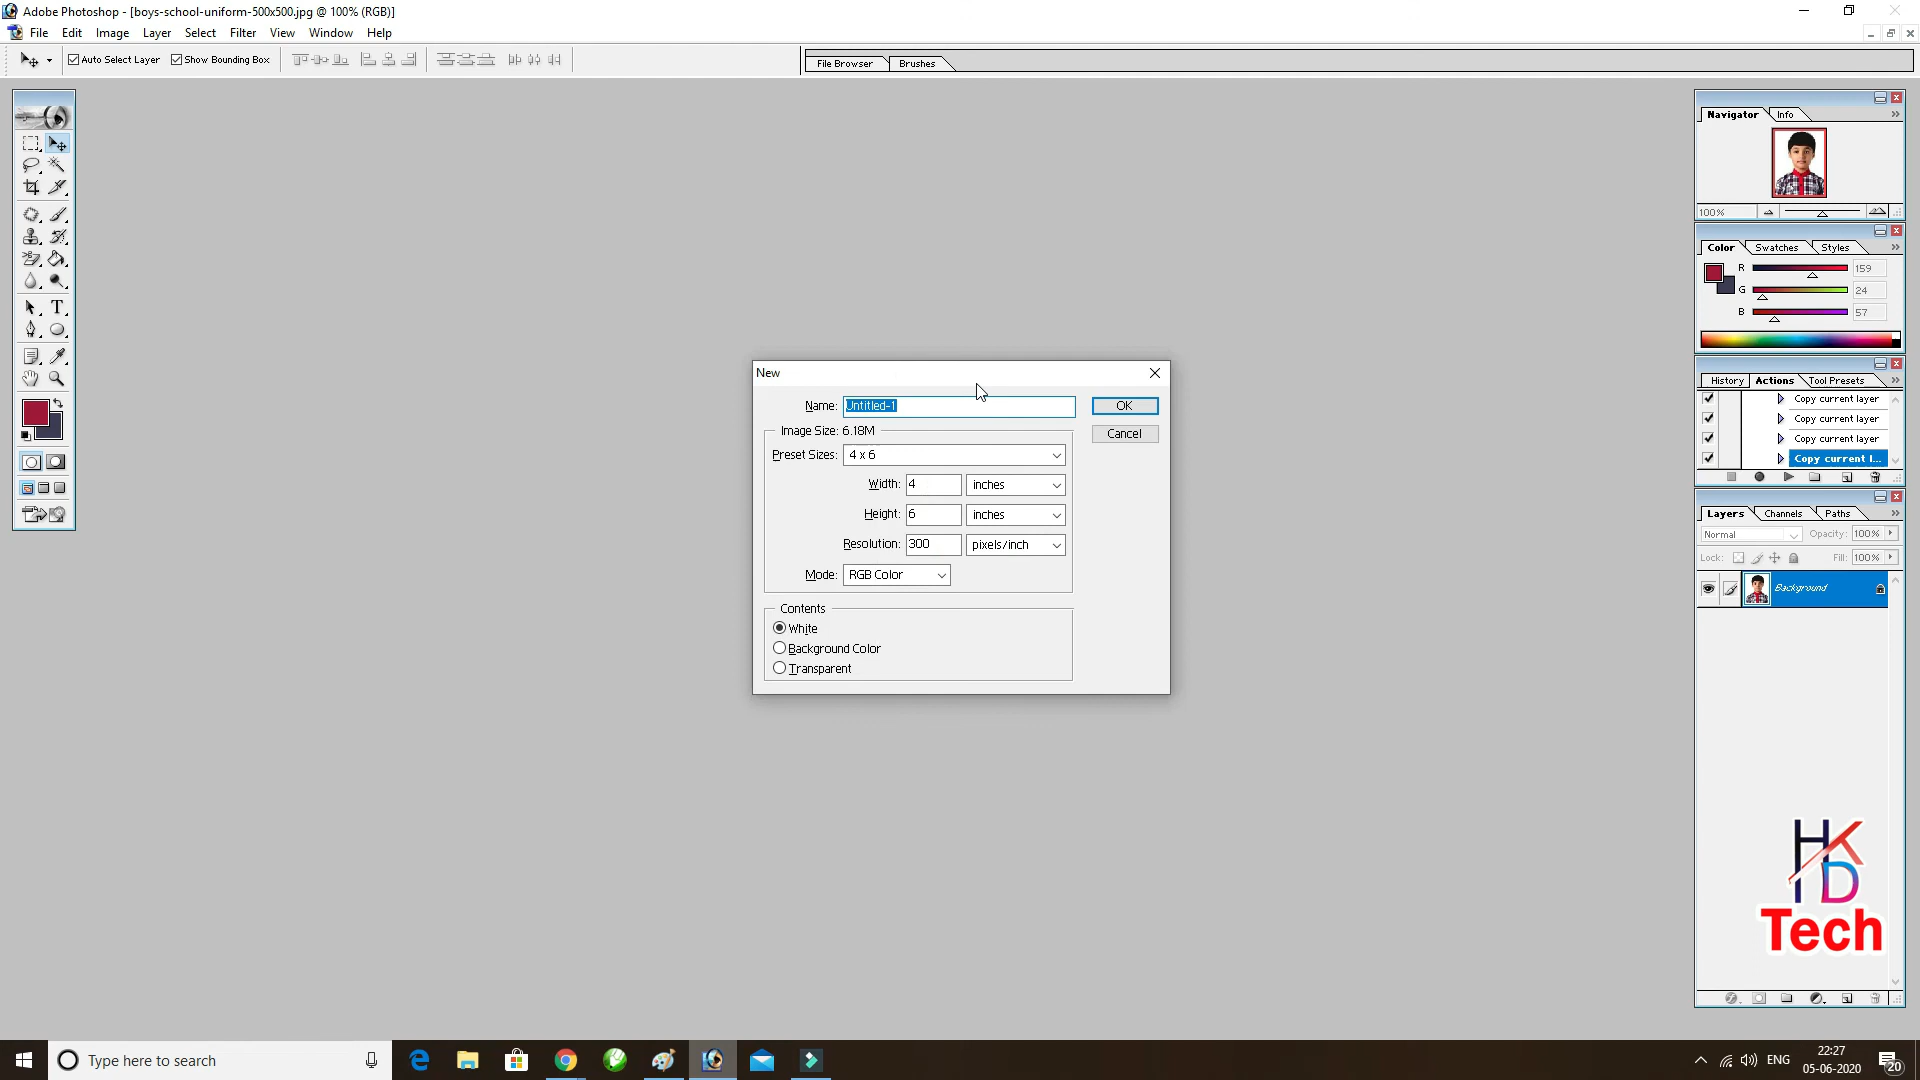 Adobe Photoshop - [boys-school-uniform-500x500.jpg @ 100% (RGB)]
File Edit Image Layer Select Filter View Window Help
Auto Select Layer Show Bounding Box
File Browser Brushes
Navigator Info
100%
Color Swatches Styles
R 159
G 24
B 57
History Actions Tool Presets
Copy current layer
Copy current layer
Copy current layer
Copy current l...
Layers Channels Paths
Normal Opacity: 100%
Lock: Fill: 100%
Background
New
Name: Untitled-1 OK
Cancel
Image Size: 6.18M
Preset Sizes: 4 x 6
Width: 4 inches
Height: 6 inches
Resolution: 300 pixels/inch
Mode: RGB Color
Contents
White
Background Color
Transparent
HKD
Tech
Type here to search
ENG
22:27
05-06-2020
20